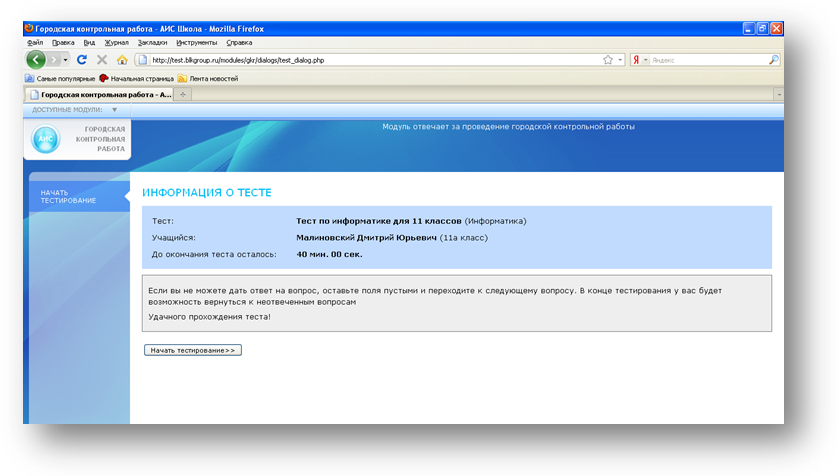 Городская контрольная работа - АИС Школа - Mozilla Firefox
Файл Правка Вид Журнал Закладки Инструменты Справка
http://test.blkgroup.ru/modules/gkr/dialogs/test_dialog.php
Я Яндекс
Самые популярные Начальная страница Лента новостей
Городская контрольная работа - А...
ДОСТУПНЫЕ МОДУЛИ:
АИС
ГОРОДСКАЯ
КОНТРОЛЬНАЯ
РАБОТА
Модуль отвечает за проведение городской контрольной работы
НАЧАТЬ
ТЕСТИРОВАНИЕ
ИНФОРМАЦИЯ О ТЕСТЕ
Тест: Тест по информатике для 11 классов (Информатика)
Учащийся: Малиновский Дмитрий Юрьевич (11а класс)
До окончания теста осталось: 40 мин. 00 сек.
Если вы не можете дать ответ на вопрос, оставьте поля пустыми и переходите к следующему вопросу. В конце тестирования у вас будет
возможность вернуться к неотвеченным вопросам
Удачного прохождения теста!
Начать тестирование>>